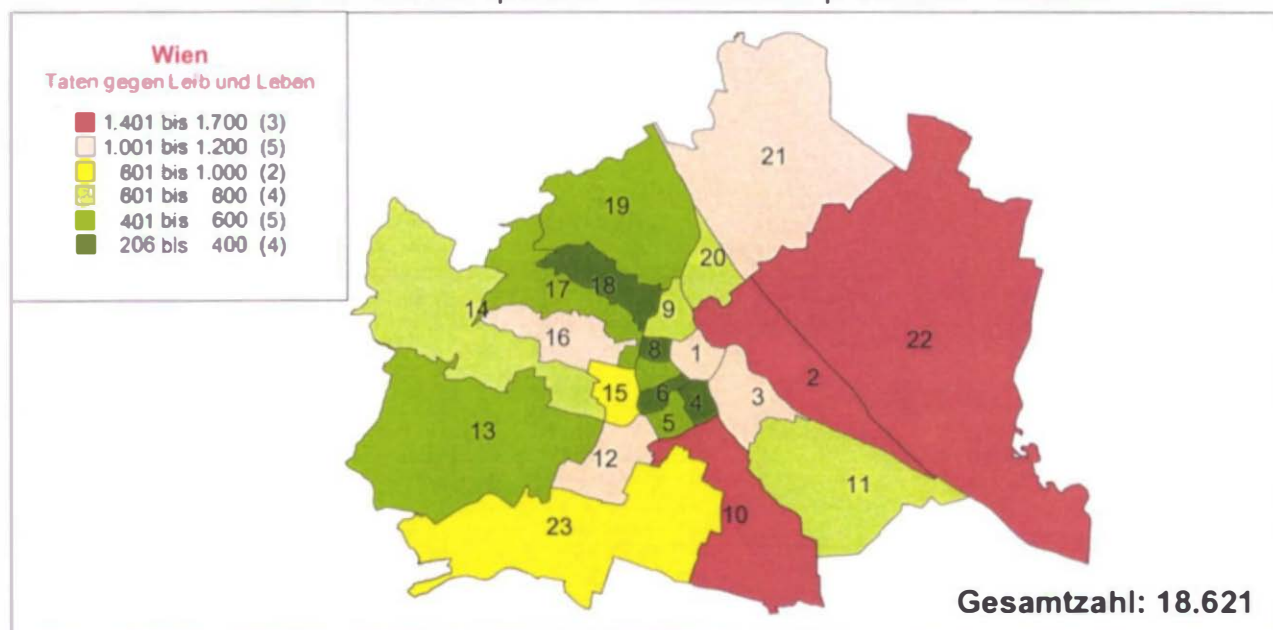 Wien
Taten gegen Leib und Leben
1.401 bis 1.700 (3)
1.001 bis 1.200 (5)
801 bis 1.000 (2)
601 bis 800 (4)
401 bis 600 (5)
206 bis 400 (4)
21
19
20
22
18
17
9
14
16
8
1
2
15
6
4
3
5
13
12
11
10
23
Gesamtzahl: 18.621